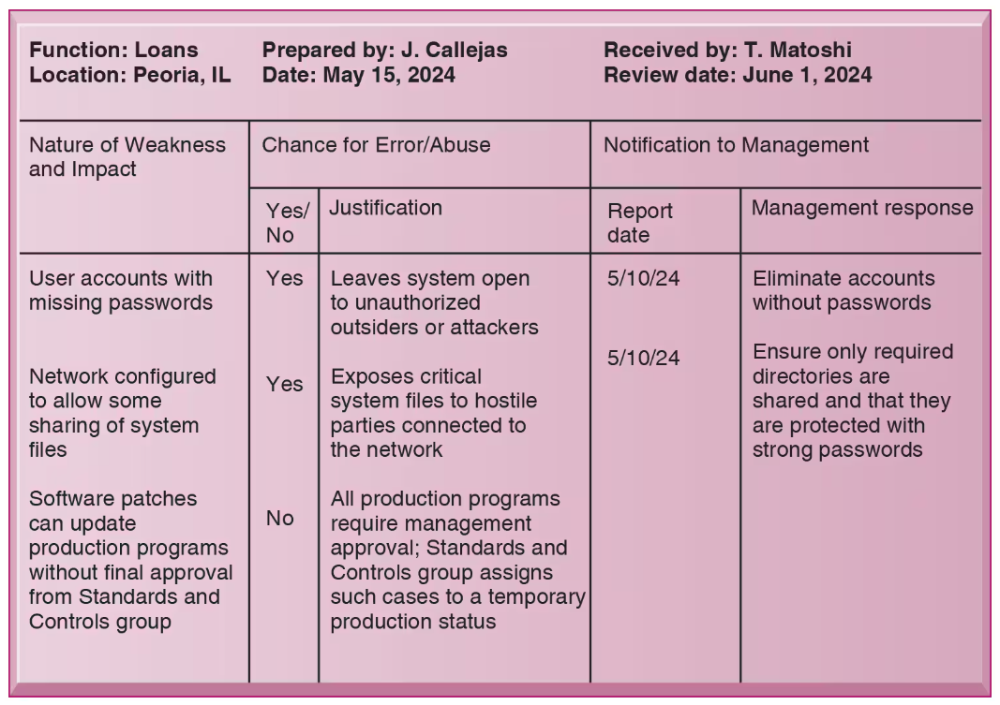 Function: Loans
Location: Peoria, IL
Prepared by: J. Callejas
Date: May 15, 2024
Received by: T. Matoshi
Review date: June 1, 2024
Nature of Weakness
and Impact
Chance for Error/Abuse
Notification to Management
Yes/
No
Justification
Report
date
Management response
User accounts with
missing passwords
Yes
Leaves system open
to unauthorized
outsiders or attackers
5/10/24
Eliminate accounts
without passwords
Network configured
to allow some
sharing of system
files
Yes
Exposes critical
system files to hostile
parties connected to
the network
5/10/24
Ensure only required
directories are
shared and that they
are protected with
strong passwords
Software patches
can update
production programs
without final approval
from Standards and
Controls group
No
All production programs
require management
approval; Standards and
Controls group assigns
such cases to a temporary
production status